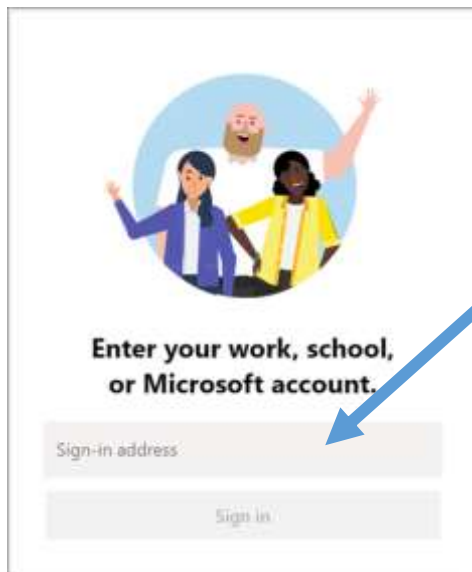 Enter your work, school,
or Microsoft account.
Sign-in address
Sign in